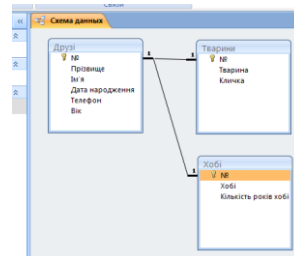 Схема данных
Друзі
№
Прізвище
Ім'я
Дата народження
Телефон
Вік
1
1
Тварини
№
Тварина
Кличка
1
Хобі
№
Хобі
Кількість років хобі